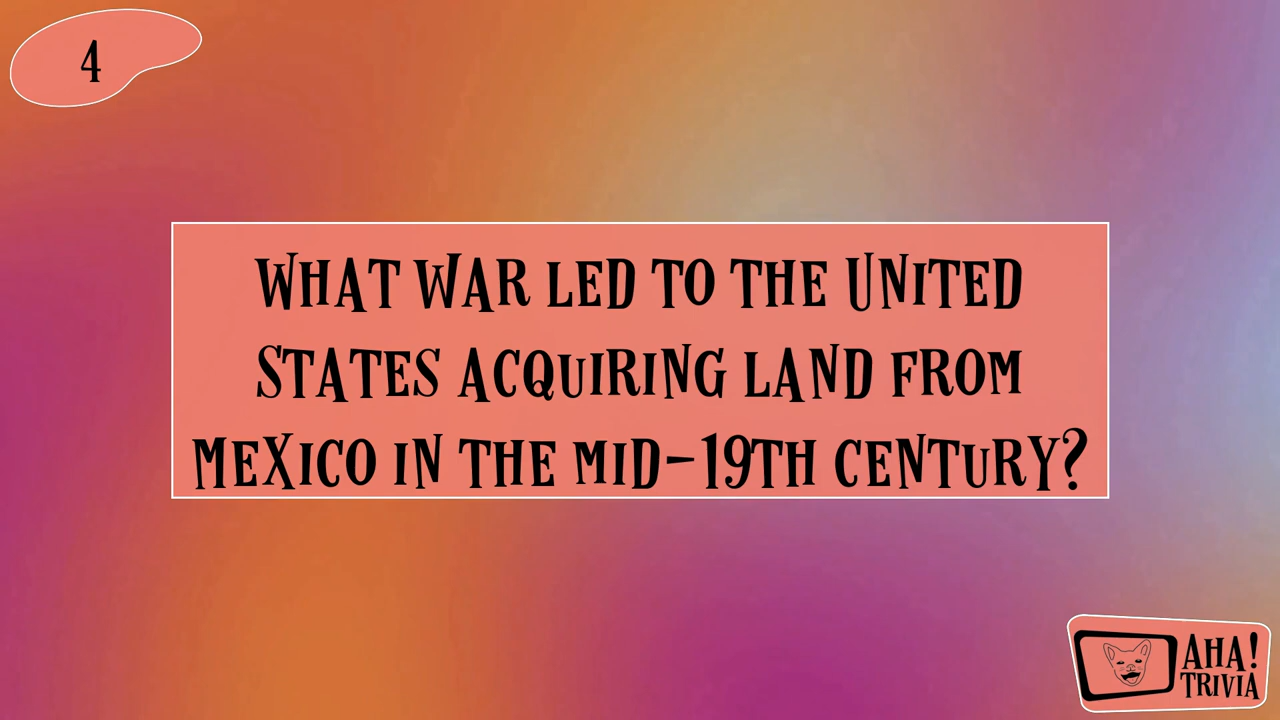 4
WHAT WAR LED TO THE UNITED
STATES ACQUIRING LAND FROM
MEXICO IN THE MID-19TH CENTURY?
AHA!
TRIVIA